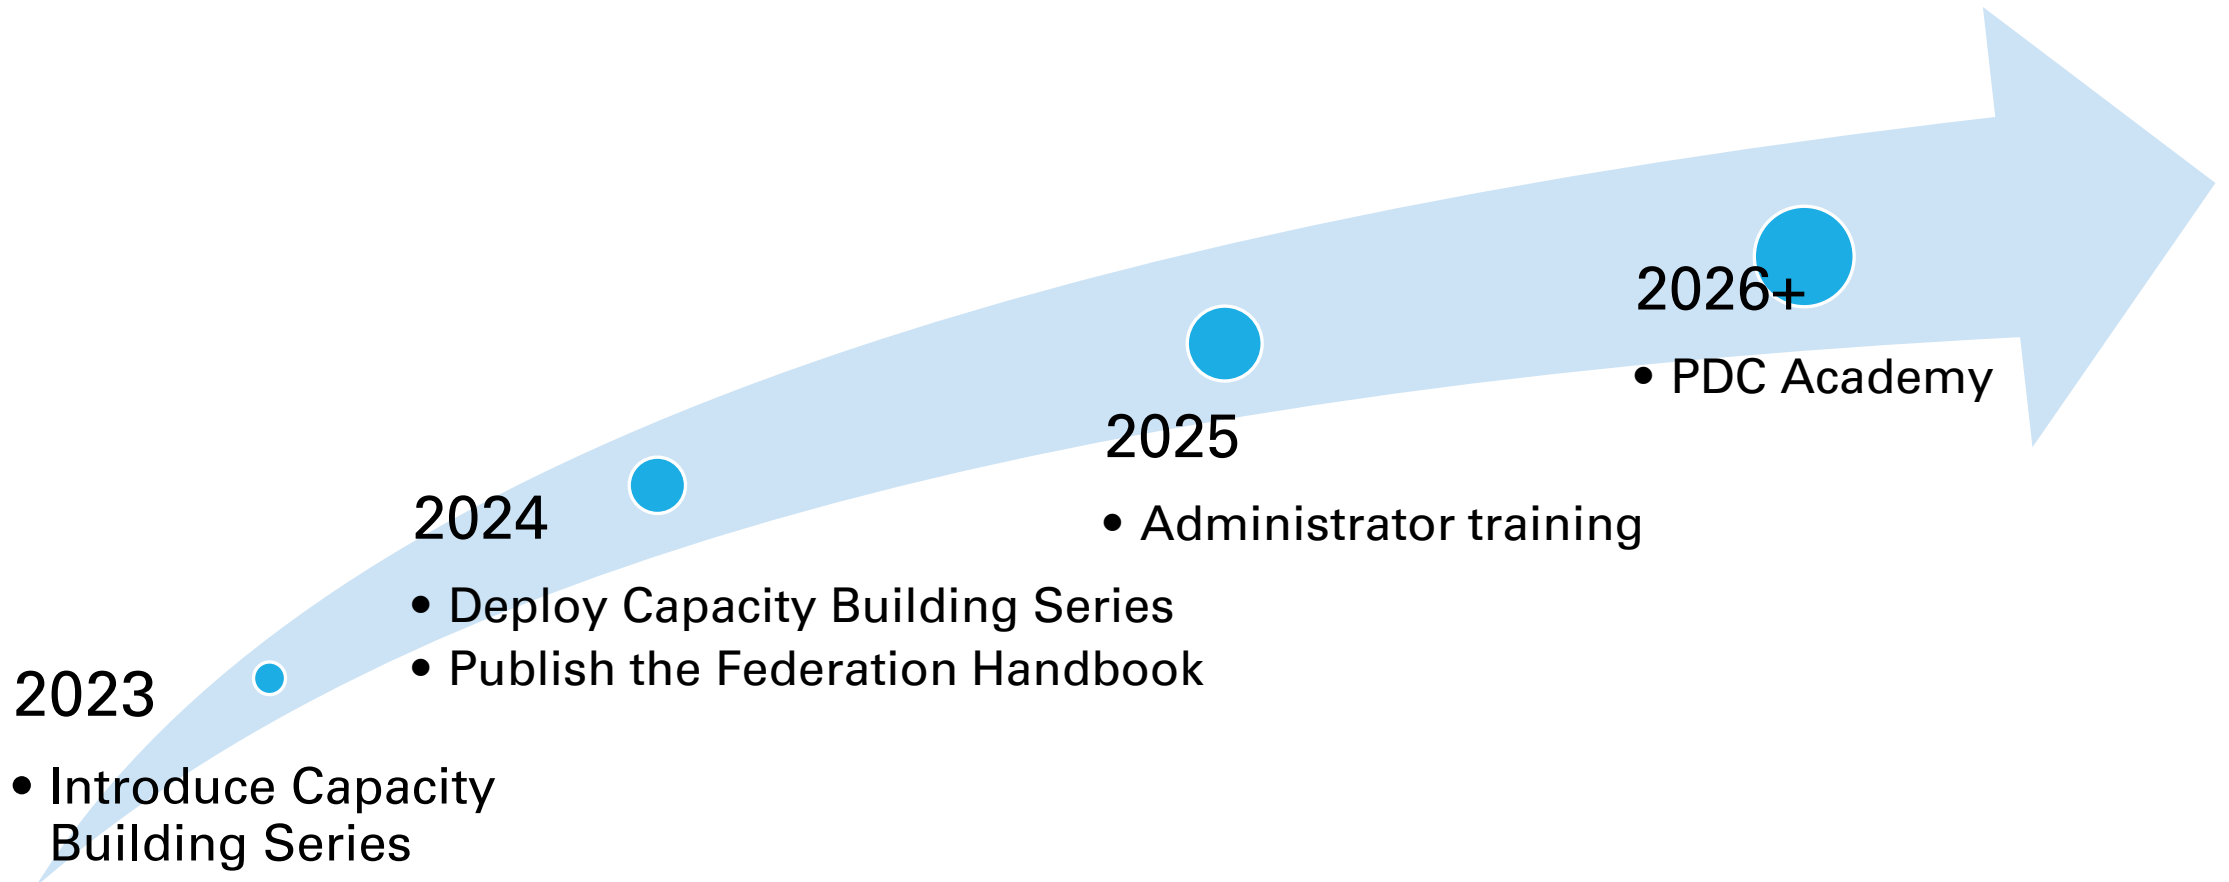 2023
• Introduce Capacity
Building Series
2024
• Deploy Capacity Building Series
• Publish the Federation Handbook
2025
• Administrator training
2026+
• PDC Academy